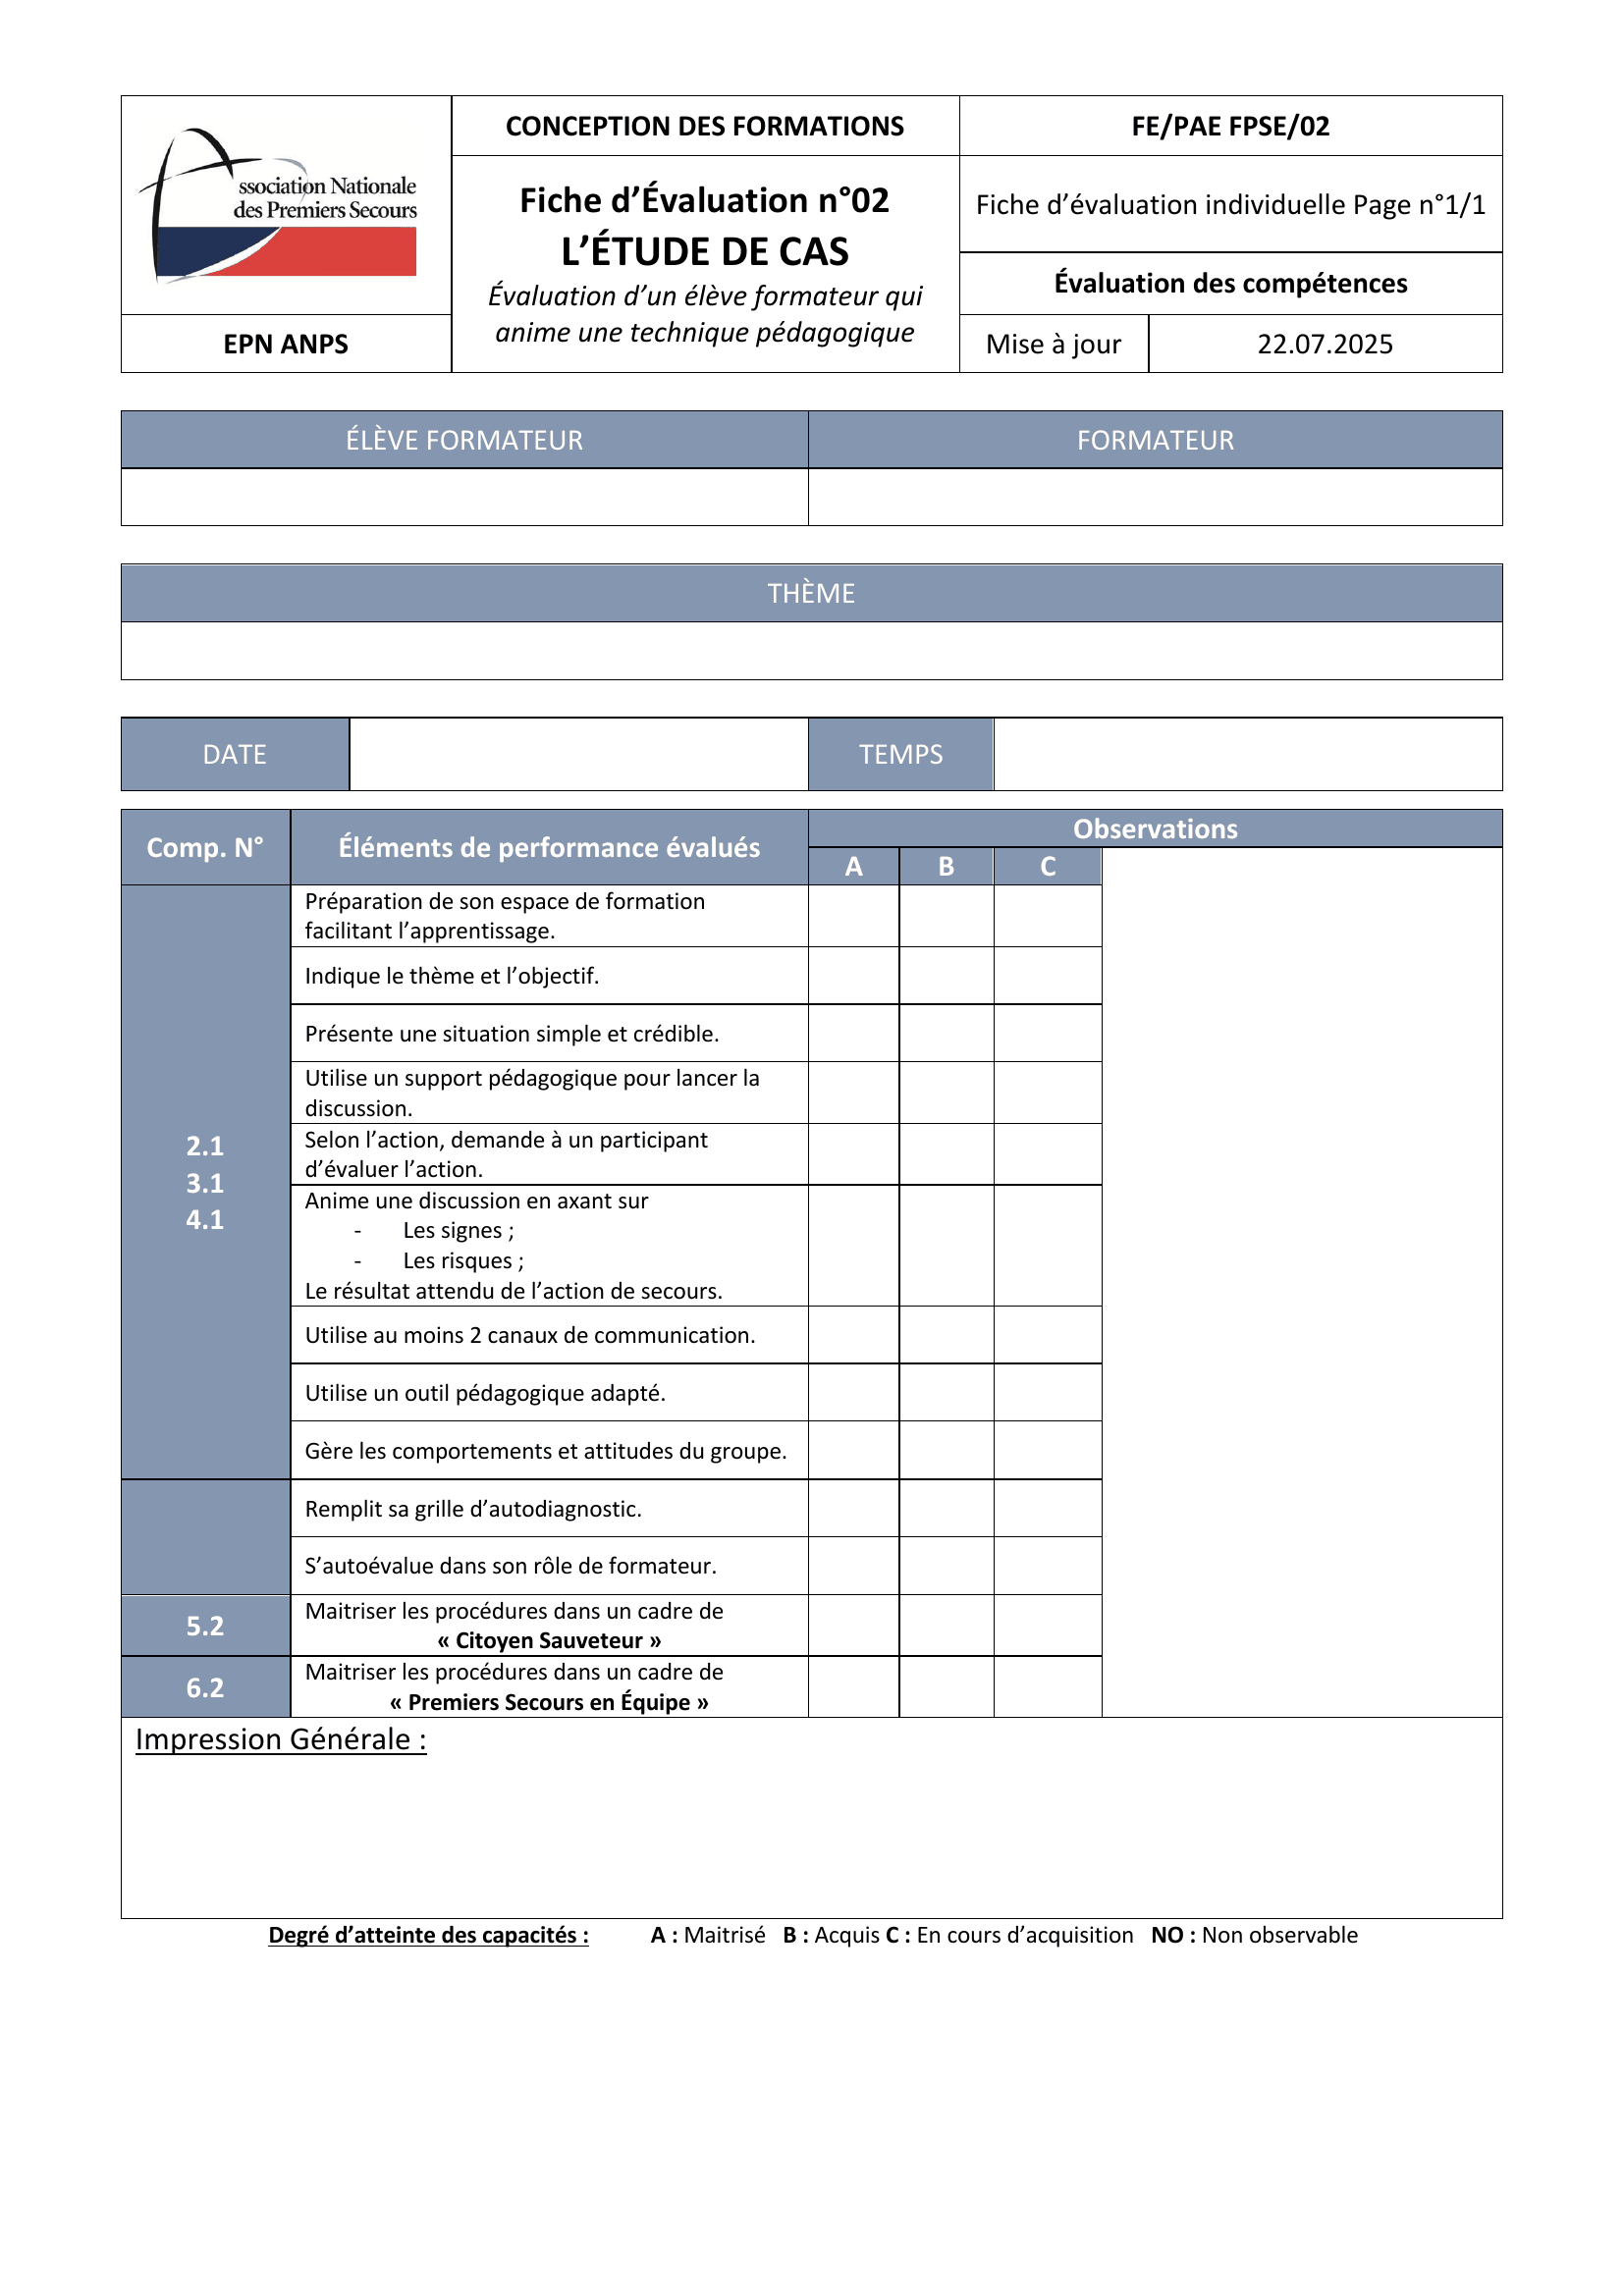 ssociation Nationale
des Premiers Secours
EPN ANPS
CONCEPTION DES FORMATIONS
Fiche d’Évaluation n°02
L’ÉTUDE DE CAS
Évaluation d’un élève formateur qui
anime une technique pédagogique
FE/PAE FPSE/02
Fiche d’évaluation individuelle Page n°1/1
Évaluation des compétences
Mise à jour
22.07.2025
ÉLÈVE FORMATEUR
FORMATEUR
THÈME
DATE
TEMPS
Comp. N°
Éléments de performance évalués
Observations
A
B
C
2.1
3.1
4.1
Préparation de son espace de formation
facilitant l’apprentissage.
Indique le thème et l’objectif.
Présente une situation simple et crédible.
Utilise un support pédagogique pour lancer la
discussion.
Selon l’action, demande à un participant
d’évaluer l’action.
Anime une discussion en axant sur
- Les signes ;
- Les risques ;
Le résultat attendu de l’action de secours.
Utilise au moins 2 canaux de communication.
Utilise un outil pédagogique adapté.
Gère les comportements et attitudes du groupe.
Remplit sa grille d’autodiagnostic.
S’autoévalue dans son rôle de formateur.
5.2
Maitriser les procédures dans un cadre de
« Citoyen Sauveteur »
6.2
Maitriser les procédures dans un cadre de
« Premiers Secours en Équipe »
Impression Générale :
Degré d’atteinte des capacités : A : Maitrisé B : Acquis C : En cours d’acquisition NO : Non observable